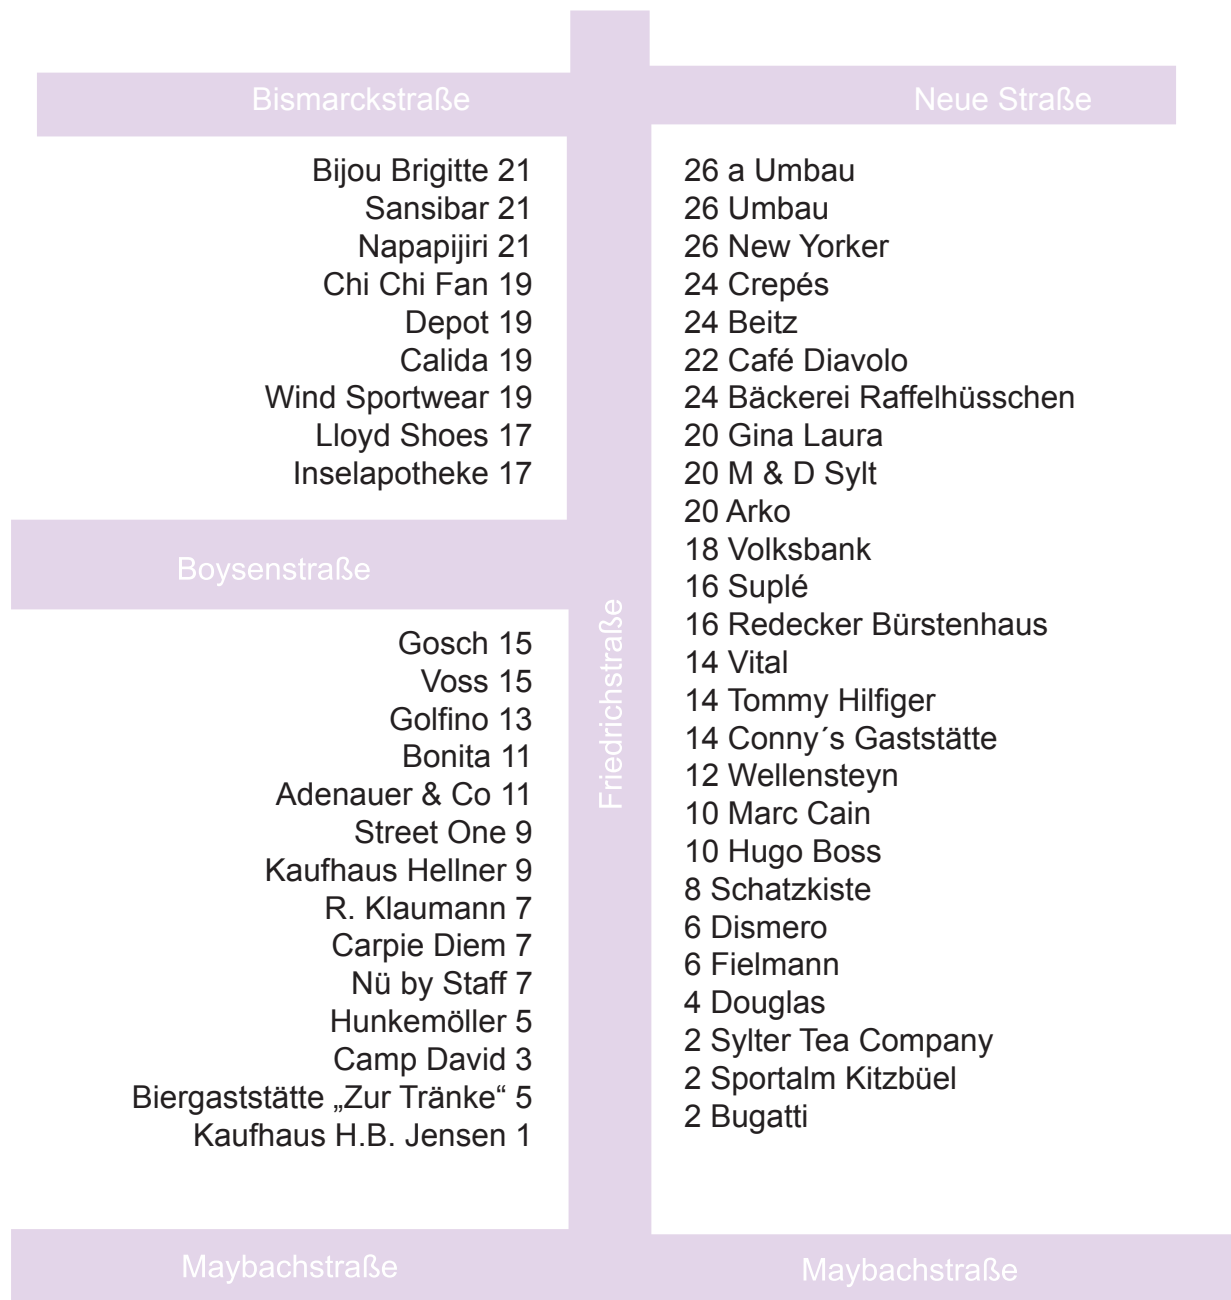 Bismarckstraße
Neue Straße
Bijou Brigitte 21
Sansibar 21
Napapijiri 21
Chi Chi Fan 19
Depot 19
Calida 19
Wind Sportwear 19
Lloyd Shoes 17
Inselapotheke 17
Boysenstraße
Gosch 15
Voss 15
Golfino 13
Bonita 11
Adenauer & Co 11
Street One 9
Kaufhaus Hellner 9
R. Klaumann 7
Carpie Diem 7
Nü by Staff 7
Hunkemöller 5
Camp David 3
Biergaststätte „Zur Tränke“ 5
Kaufhaus H.B. Jensen 1
Friedrichstraße
26 a Umbau
26 Umbau
26 New Yorker
24 Crepés
24 Beitz
22 Café Diavolo
24 Bäckerei Raffelhüsschen
20 Gina Laura
20 M & D Sylt
20 Arko
18 Volksbank
16 Suplé
16 Redecker Bürstenhaus
14 Vital
14 Tommy Hilfiger
14 Conny´s Gaststätte
12 Wellensteyn
10 Marc Cain
10 Hugo Boss
8 Schatzkiste
6 Dismero
6 Fielmann
4 Douglas
2 Sylter Tea Company
2 Sportalm Kitzbüel
2 Bugatti
Maybachstraße
Maybachstraße